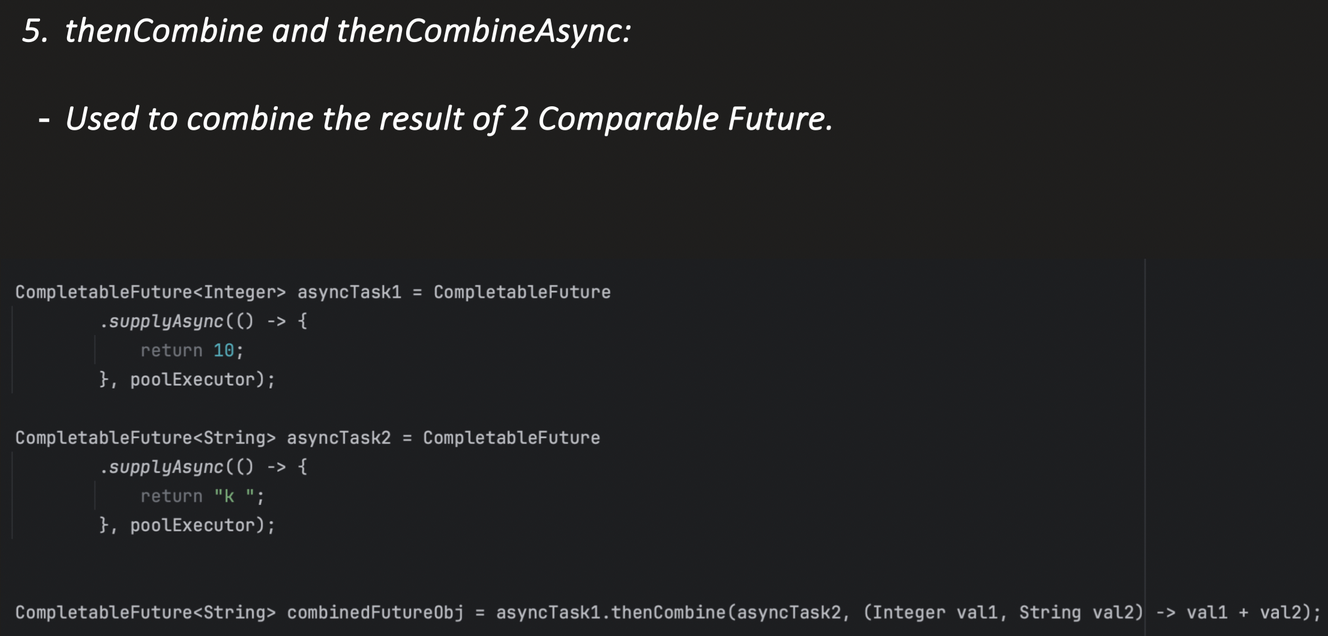 5. thenCombine and thenCombineAsync:
- Used to combine the result of 2 Comparable Future.
CompletableFuture<Integer> asyncTask1 = CompletableFuture
.supplyAsync(() -> {
return 10;
}, poolExecutor);
CompletableFuture<String> asyncTask2 = CompletableFuture
.supplyAsync(() -> {
return "k ";
}, poolExecutor);
CompletableFuture<String> combinedFutureObj = asyncTask1.thenCombine(asyncTask2, (Integer val1, String val2) -> val1 + val2);